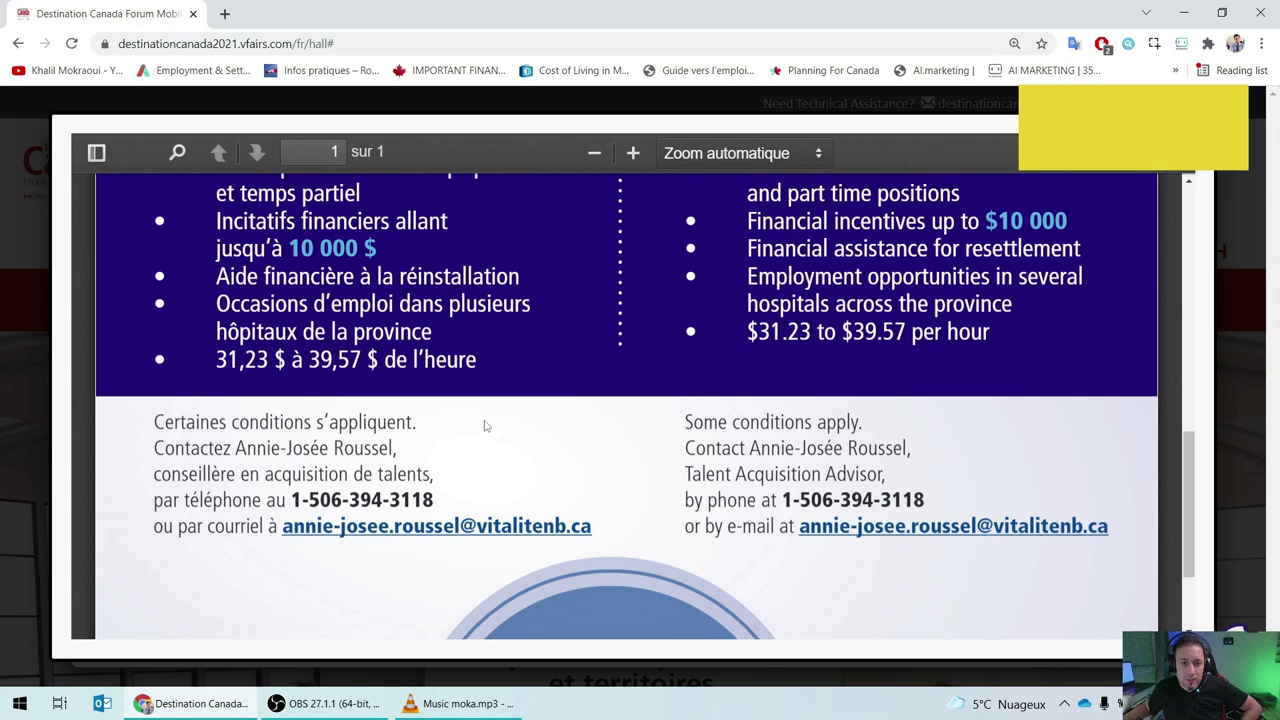 Destination Canada Forum Mobil
destinationcanada2021.vfairs.com/fr/hall#
2
Khalil Mokraoui - Y...
Employment & Sett...
Infos pratiques – Ro...
IMPORTANT FINAN...
Cost of Living in M...
Guide vers l'emploi...
Planning For Canada
AI.marketing |
AI MARKETING | 35...
»
Reading list
Need Technical Assistance?
1 sur 1
Zoom automatique
et temps partiel
Incitatifs financiers allant
jusqu'à 10 000 $
Aide financière à la réinstallation
Occasions d'emploi dans plusieurs
hôpitaux de la province
31,23 $ à 39,57 $ de l'heure
and part time positions
Financial incentives up to $10 000
Financial assistance for resettlement
Employment opportunities in several
hospitals across the province
$31.23 to $39.57 per hour
Certaines conditions s'appliquent.
Contactez Annie-Josée Roussel,
conseillère en acquisition de talents,
par téléphone au 1-506-394-3118
ou par courriel à annie-josee.roussel@vitalitenb.ca
Some conditions apply.
Contact Annie-Josée Roussel,
Talent Acquisition Advisor,
by phone at 1-506-394-3118
or by e-mail at annie-josee.roussel@vitalitenb.ca
et territoires
Destination Canada...
OBS 27.1.1 (64-bit, ...
Music moka.mp3 - ...
5°C Nuageux